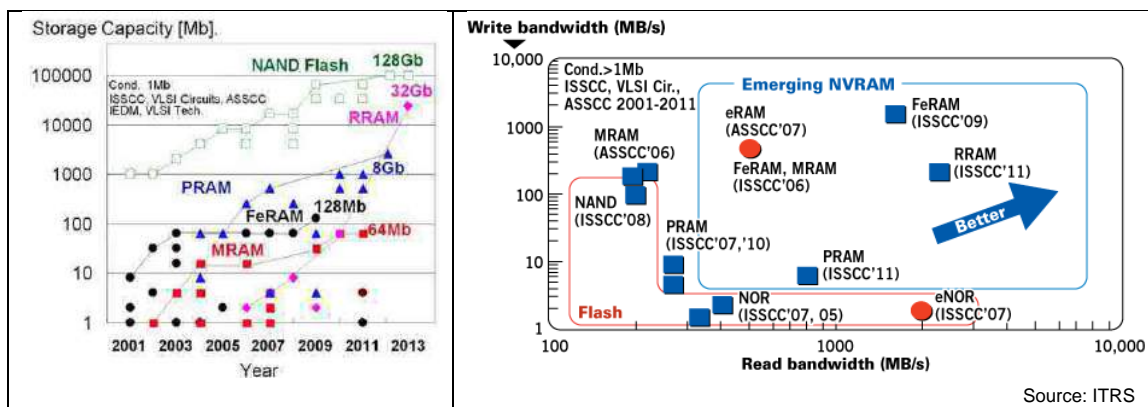 Storage Capacity [Mb].
100000
10000
1000
100
10
1
Cond. 1Mb
ISSCC, VLSI Circuits, ASSCC
IEDM, VLSI Tech.
NAND Flash
128Gb
32Gb
RRAM
8Gb
PRAM
FeRAM
128Mb
MRAM
64Mb
2001 2003 2005 2007 2009 2011 2013
Year
Write bandwidth (MB/s)
10,000
1000
100
10
1
Cond.>1Mb
ISSCC, VLSI Cir.,
ASSCC 2001-2011
Emerging NVRAM
eRAM
(ASSCC'07)
FeRAM
(ISSCC'09)
MRAM
(ASSCC'06)
FeRAM, MRAM
(ISSCC'06)
RRAM
(ISSCC'11)
NAND
(ISSCC'08)
Better
PRAM
(ISSCC'07,'10)
PRAM
(ISSCC'11)
Flash
NOR
(ISSCC'07, 05)
eNOR
(ISSCC'07)
100 1000 10,000
Read bandwidth (MB/s)
Source: ITRS